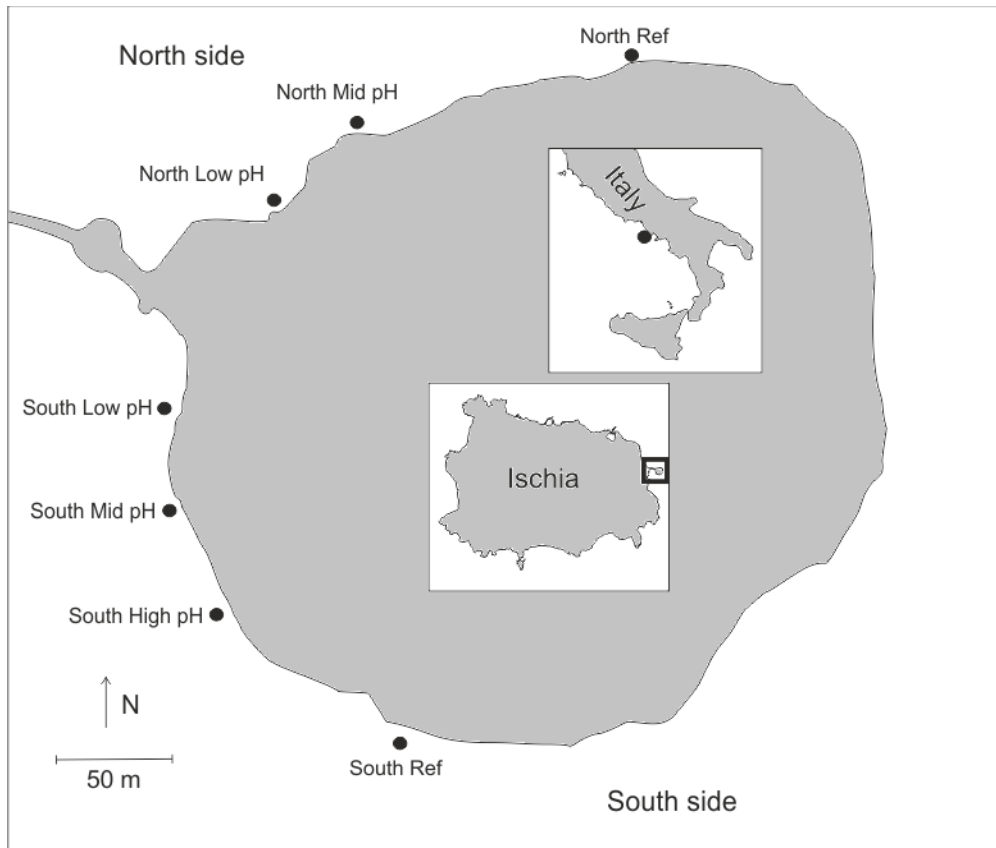 North side
North Ref
North Mid pH
North Low pH
Italy
South Low pH
Ischia
South Mid pH
South High pH
N
50 m
South Ref
South side